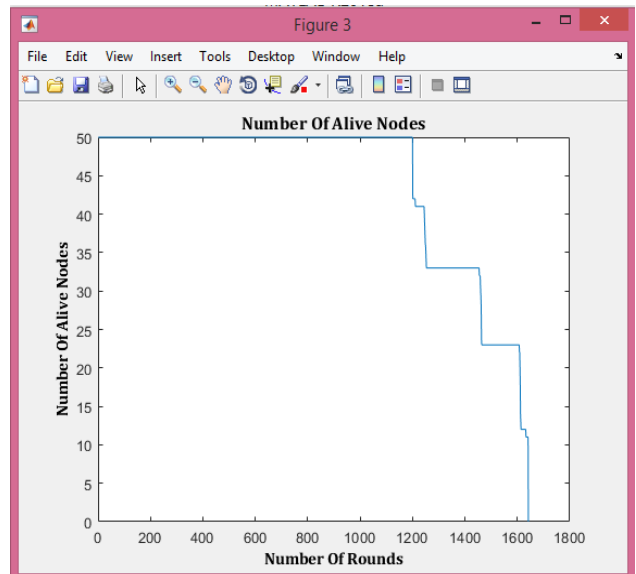 Figure 3
File Edit View Insert Tools Desktop Window Help
Number Of Alive Nodes
50
45
40
35
30
25
20
15
10
5
0
Number Of Alive Nodes
0 200 400 600 800 1000 1200 1400 1600 1800
Number Of Rounds